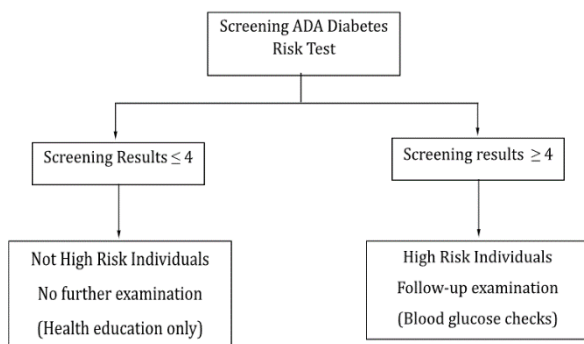 Screening ADA Diabetes
Risk Test
Screening Results ≤ 4
Screening results ≥ 4
Not High Risk Individuals
No further examination
(Health education only)
High Risk Individuals
Follow-up examination
(Blood glucose checks)